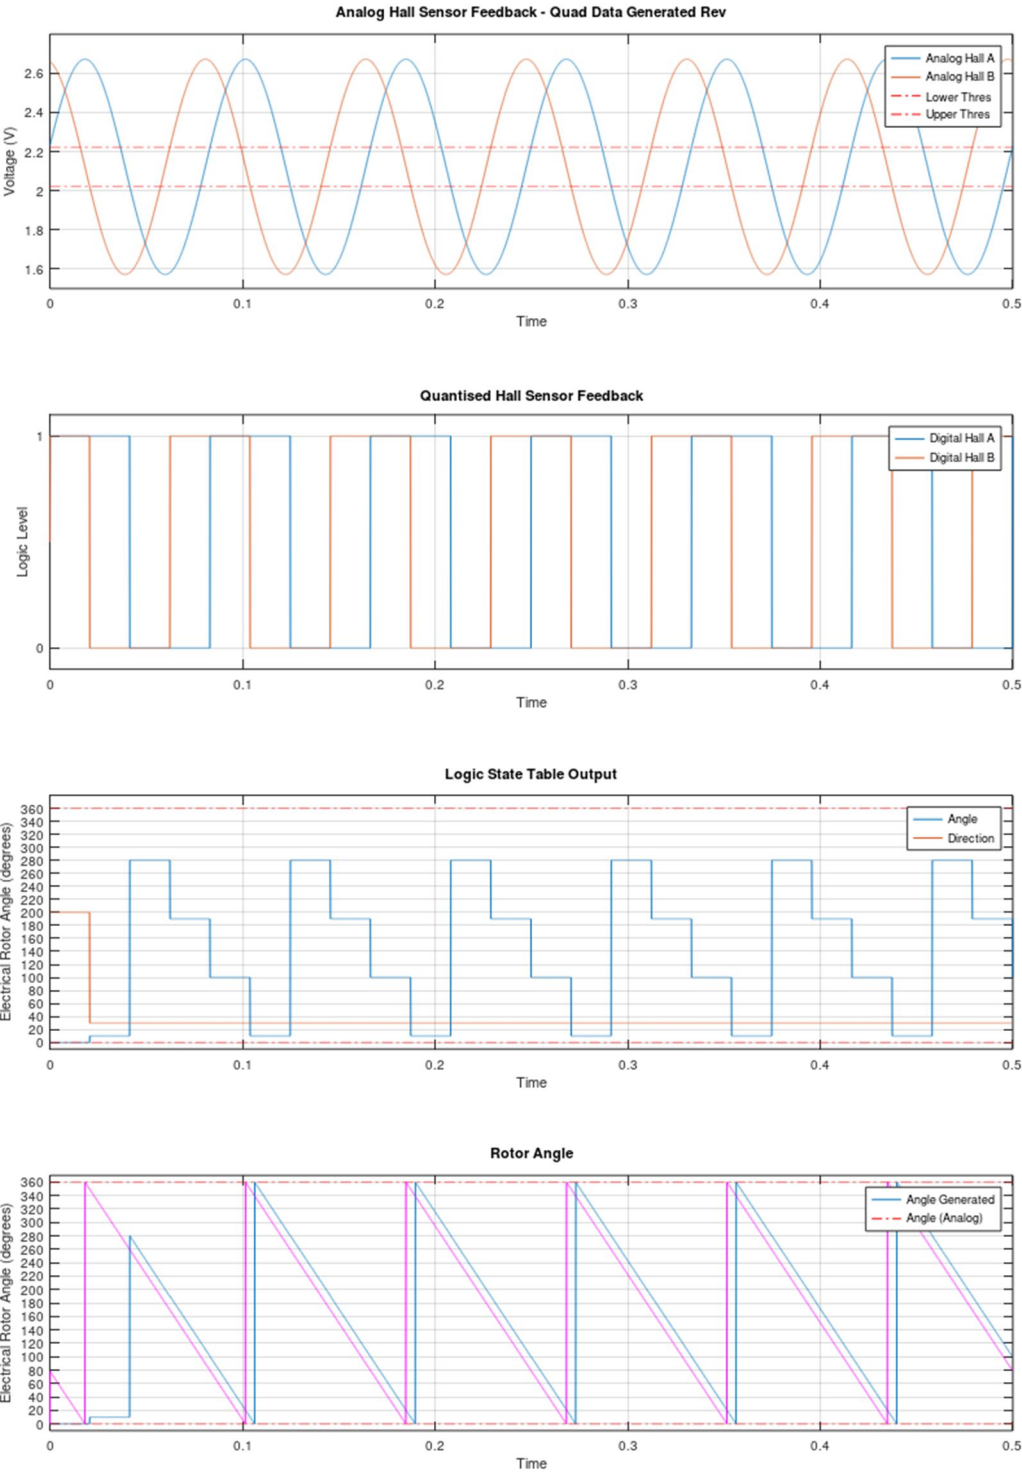 Analog Hall Sensor Feedback - Quad Data Generated Rev
Analog Hall A
Analog Hall B
Lower Thres
Upper Thres
Voltage (V)
2.6
2.4
2.2
2
1.8
1.6
0 0.1 0.2 0.3 0.4 0.5
Time
Quantised Hall Sensor Feedback
Digital Hall A
Digital Hall B
Logic Level
1
0
0 0.1 0.2 0.3 0.4 0.5
Time
Logic State Table Output
Angle
Direction
Electrical Rotor Angle (degrees)
360
340
320
300
280
260
240
220
200
180
160
140
120
100
80
60
40
20
0
0 0.1 0.2 0.3 0.4 0.5
Time
Rotor Angle
Angle Generated
Angle (Analog)
Electrical Rotor Angle (degrees)
360
340
320
300
280
260
240
220
200
180
160
140
120
100
80
60
40
20
0
0 0.1 0.2 0.3 0.4 0.5
Time